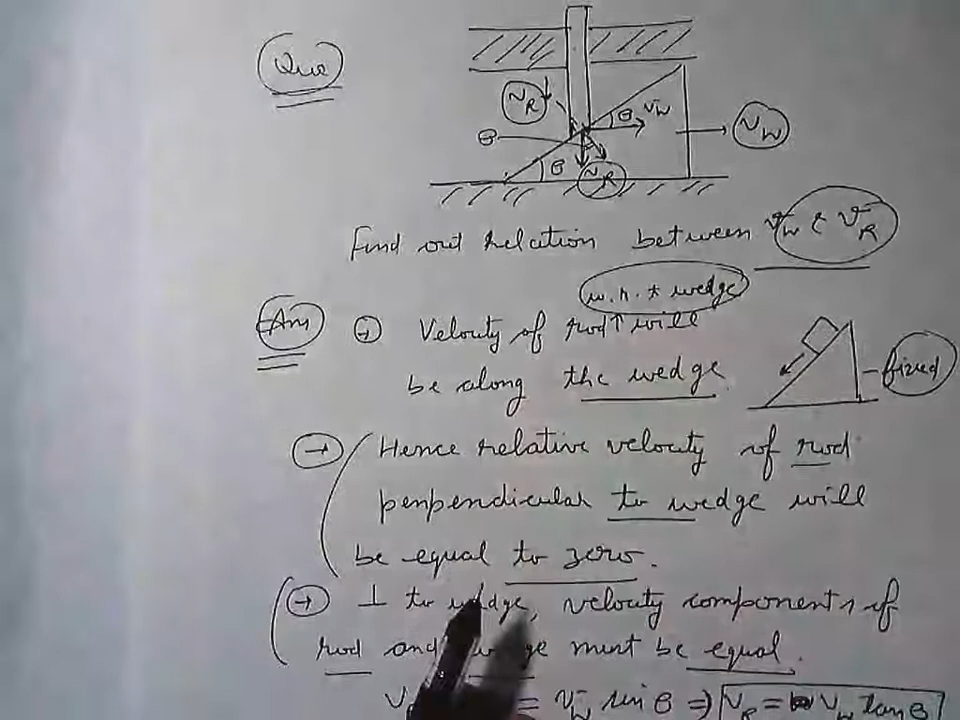 Que
v_R
θ
v_W
θ
v_W
θ
v_R
Find out relation between v_W & v_R
w.r.t wedge
Ans → Velocity of rod↑ will
be along the wedge.
fixed
→ Hence relative velocity of rod
perpendicular to wedge will
be equal to zero.
→ ⊥ to wedge, velocity components of
rod and wedge must be equal.
= v_W sin θ ⇒ v_R = v_W tan θ